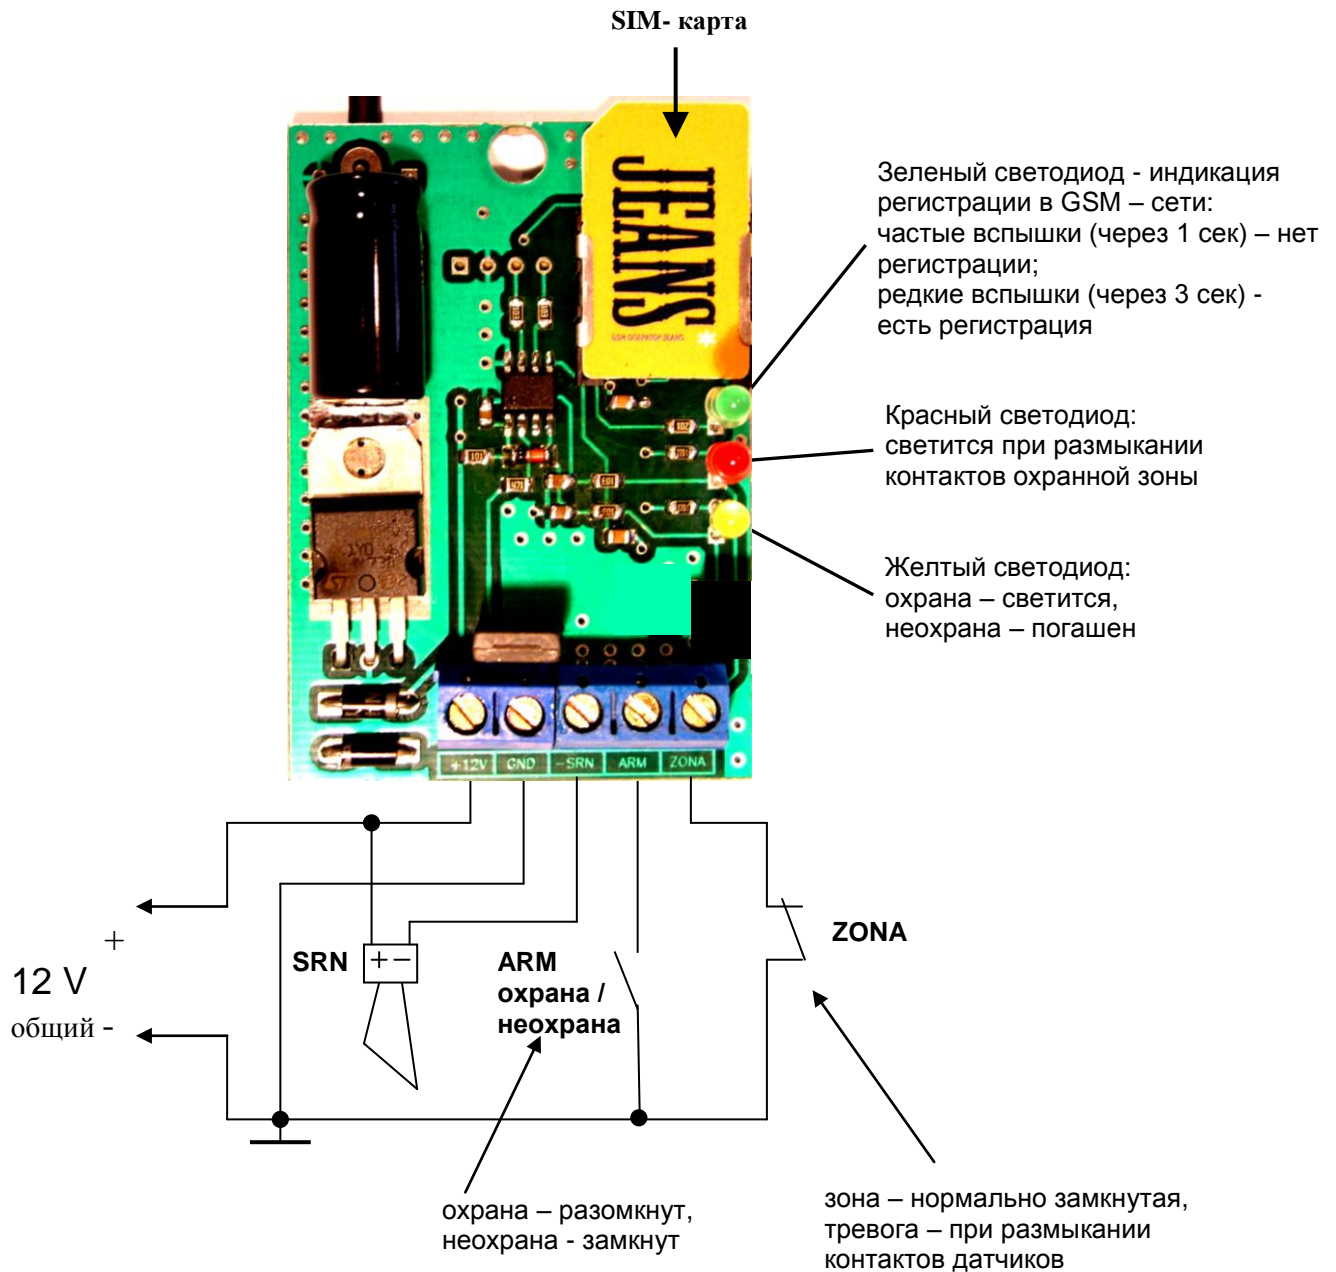 SIM- карта
JEANS
GSM ОПЕРАТОР JEANS
Зеленый светодиод - индикация
регистрации в GSM – сети:
частые вспышки (через 1 сек) – нет
регистрации;
редкие вспышки (через 3 сек) -
есть регистрация
Красный светодиод:
светится при размыкании
контактов охранной зоны
Желтый светодиод:
охрана – светится,
неохрана – погашен
+12V GND -SRN ARM ZONA
+
12 V
общий -
SRN
+ −
ARM
охрана /
неохрана
ZONA
охрана – разомкнут,
неохрана - замкнут
зона – нормально замкнутая,
тревога – при размыкании
контактов датчиков